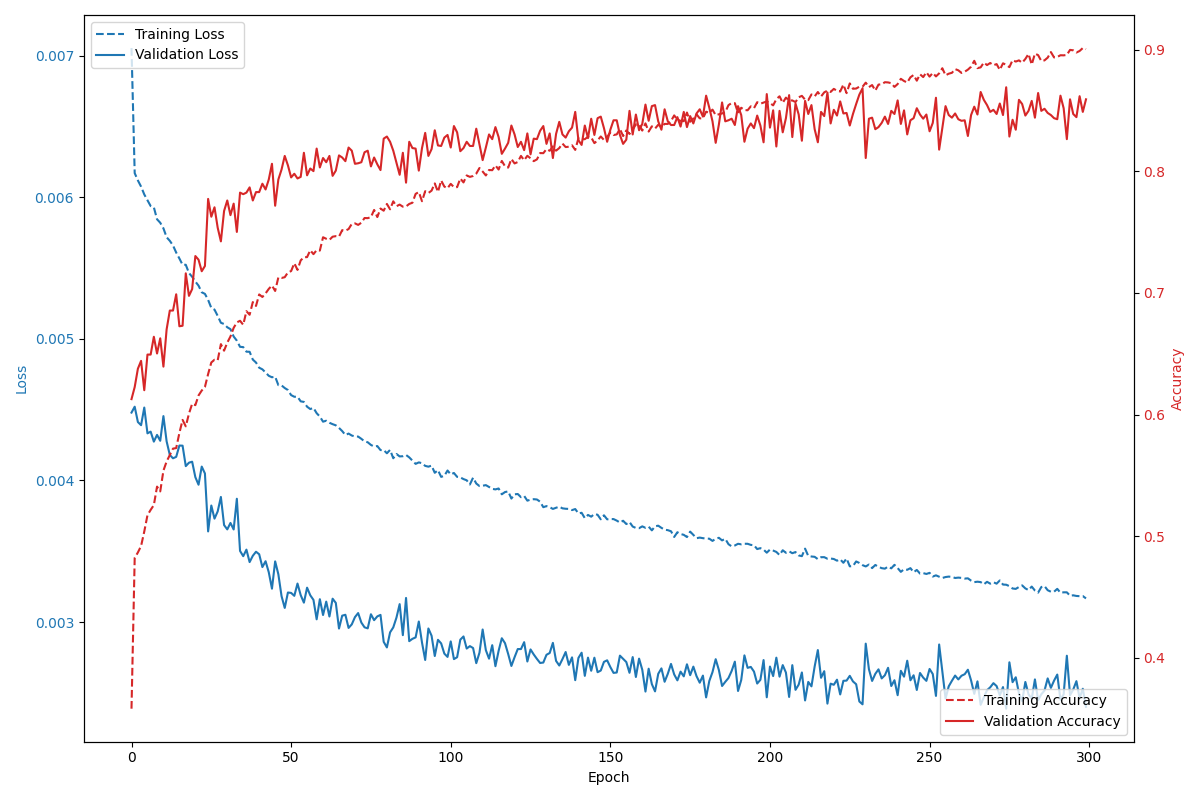 Training Loss
Validation Loss
0.007
0.006
0.005
0.004
0.003
Loss
0.9
0.8
0.7
0.6
0.5
0.4
Accuracy
Training Accuracy
Validation Accuracy
0 50 100 150 200 250 300
Epoch